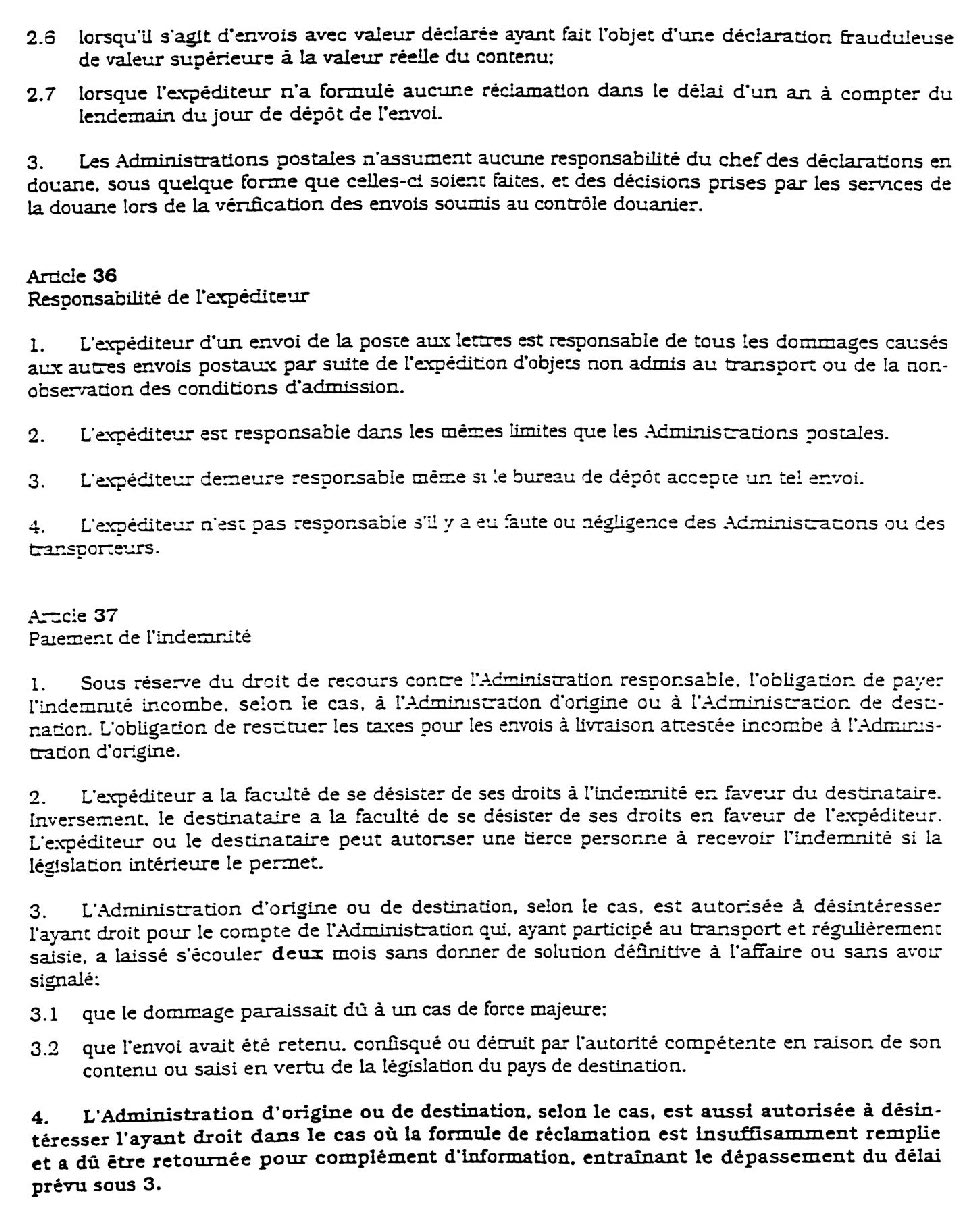 2.6 lorsqu'il s'agit d'envois avec valeur déclarée ayant fait l'objet d'une déclaration frauduleuse
de valeur supérieure à la valeur réelle du contenu;
2.7 lorsque l'expéditeur n'a formulé aucune réclamation dans le délai d'un an à compter du
lendemain du jour de dépôt de l'envoi.
3. Les Administrations postales n'assument aucune responsabilité du chef des déclarations en
douane, sous quelque forme que celles-ci soient faites, et des décisions prises par les services de
la douane lors de la vérification des envois soumis au contrôle douanier.
Article 36
Responsabilité de l'expéditeur
1. L'expéditeur d'un envoi de la poste aux lettres est responsable de tous les dommages causés
aux autres envois postaux par suite de l'expédition d'objets non admis au transport ou de la non-
observation des conditions d'admission.
2. L'expéditeur est responsable dans les mêmes limites que les Administrations postales.
3. L'expéditeur demeure responsable même si le bureau de dépôt accepte un tel envoi.
4. L'expéditeur n'est pas responsable s'il y a eu faute ou négligence des Administrations ou des
transporteurs.
Article 37
Paiement de l'indemnité
1. Sous réserve du droit de recours contre l'Administration responsable, l'obligation de payer
l'indemnité incombe, selon le cas, à l'Administration d'origine ou à l'Administration de desti-
nation. L'obligation de restituer les taxes pour les envois à livraison attestée incombe à l'Adminis-
tration d'origine.
2. L'expéditeur a la faculté de se désister de ses droits à l'indemnité en faveur du destinataire.
Inversement, le destinataire a la faculté de se désister de ses droits en faveur de l'expéditeur.
L'expéditeur ou le destinataire peut autoriser une tierce personne à recevoir l'indemnité si la
législation intérieure le permet.
3. L'Administration d'origine ou de destination, selon le cas, est autorisée à désintéresser
l'ayant droit pour le compte de l'Administration qui, ayant participé au transport et régulièrement
saisie, a laissé s'écouler deux mois sans donner de solution définitive à l'affaire ou sans avoir
signalé:
3.1 que le dommage paraissait dû à un cas de force majeure;
3.2 que l'envoi avait été retenu, confisqué ou détruit par l'autorité compétente en raison de son
contenu ou saisi en vertu de la législation du pays de destination.
4. L'Administration d'origine ou de destination, selon le cas, est aussi autorisée à désin-
téresser l'ayant droit dans le cas où la formule de réclamation est insuffisamment remplie
et a dû être retournée pour complément d'information, entraînant le dépassement du délai
prévu sous 3.